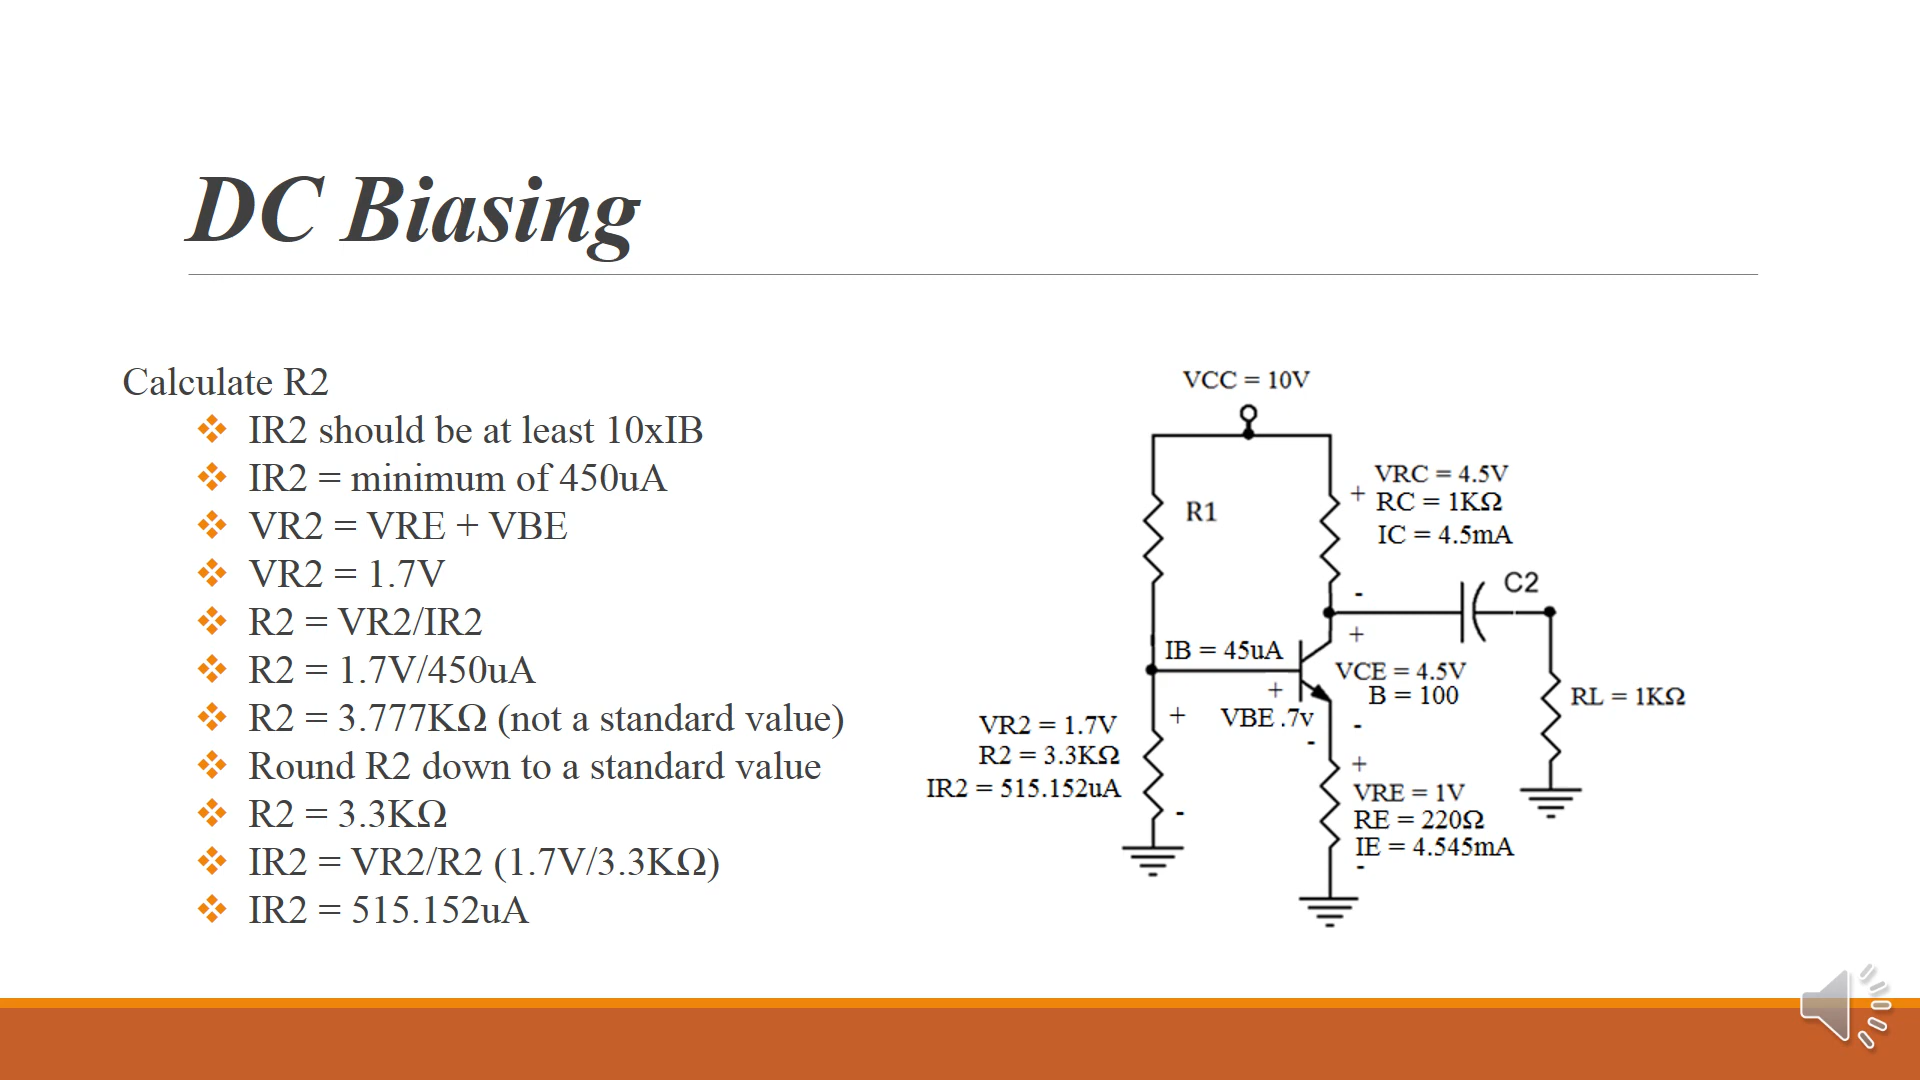 DC Biasing
Calculate R2
IR2 should be at least 10xIB
IR2 = minimum of 450uA
VR2 = VRE + VBE
VR2 = 1.7V
R2 = VR2/IR2
R2 = 1.7V/450uA
R2 = 3.777KΩ (not a standard value)
Round R2 down to a standard value
R2 = 3.3KΩ
IR2 = VR2/R2 (1.7V/3.3KΩ)
IR2 = 515.152uA
VCC = 10V
R1
+
VRC = 4.5V
RC = 1KΩ
IC = 4.5mA
-
C2
+
IB = 45uA
VCE = 4.5V
B = 100
+
VBE .7v
-
-
RL = 1KΩ
+
VR2 = 1.7V
R2 = 3.3KΩ
IR2 = 515.152uA
-
+
VRE = 1V
RE = 220Ω
IE = 4.545mA
-